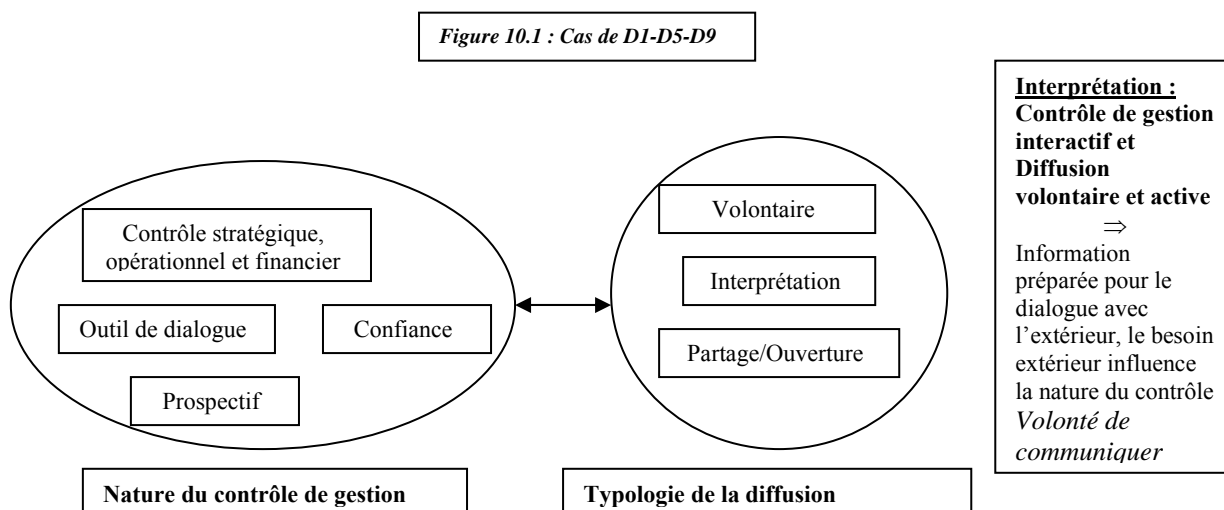 Figure 10.1 : Cas de D1-D5-D9
Contrôle stratégique,
opérationnel et financier
Outil de dialogue
Confiance
Prospectif
Nature du contrôle de gestion
Volontaire
Interprétation
Partage/Ouverture
Typologie de la diffusion
Interprétation :
Contrôle de gestion
interactif et
Diffusion
volontaire et active
⇒
Information
préparée pour le
dialogue avec
l’extérieur, le besoin
extérieur influence
la nature du contrôle
Volonté de
communiquer